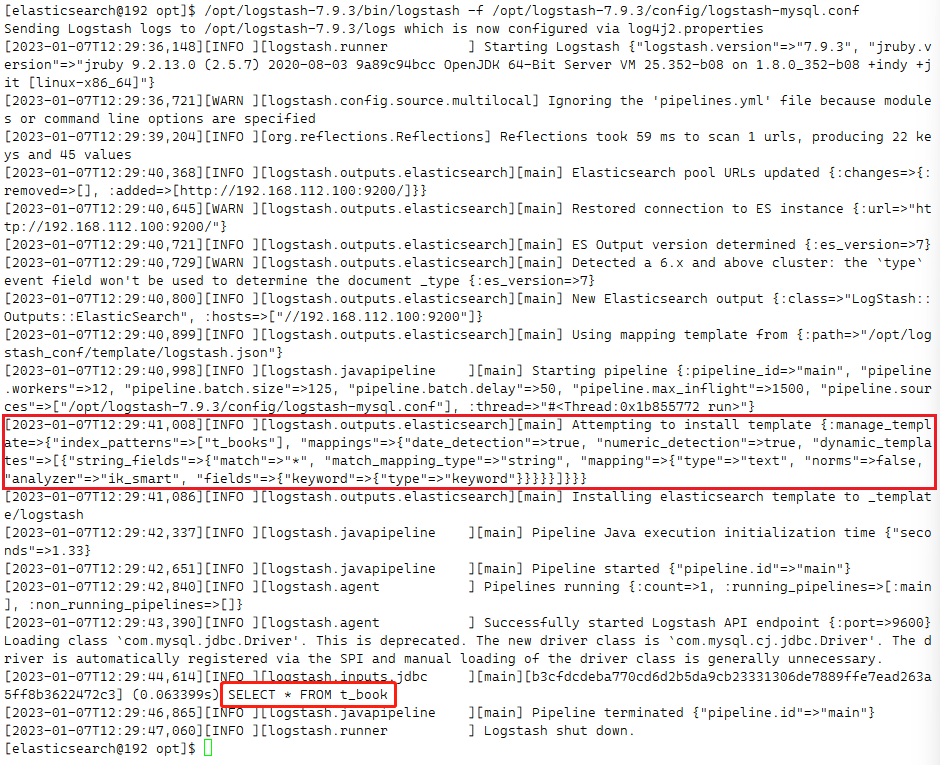 [elasticsearch@192 opt]$ /opt/logstash-7.9.3/bin/logstash -f /opt/logstash-7.9.3/config/logstash-mysql.conf
Sending Logstash logs to /opt/logstash-7.9.3/logs which is now configured via log4j2.properties
[2023-01-07T12:29:36,148][INFO ][logstash.runner          ] Starting Logstash {"logstash.version"=>"7.9.3", "jruby.v
ersion"=>"jruby 9.2.13.0 (2.5.7) 2020-08-03 9a89c94bcc OpenJDK 64-Bit Server VM 25.352-b08 on 1.8.0_352-b08 +indy +j
it [linux-x86_64]"}
[2023-01-07T12:29:36,721][WARN ][logstash.config.source.multilocal] Ignoring the 'pipelines.yml' file because module
s or command line options are specified
[2023-01-07T12:29:39,204][INFO ][org.reflections.Reflections] Reflections took 59 ms to scan 1 urls, producing 22 ke
ys and 45 values
[2023-01-07T12:29:40,368][INFO ][logstash.outputs.elasticsearch][main] Elasticsearch pool URLs updated {:changes=>{:
removed=>[], :added=>[http://192.168.112.100:9200/]}}
[2023-01-07T12:29:40,645][WARN ][logstash.outputs.elasticsearch][main] Restored connection to ES instance {:url=>"ht
tp://192.168.112.100:9200/"}
[2023-01-07T12:29:40,721][INFO ][logstash.outputs.elasticsearch][main] ES Output version determined {:es_version=>7}
[2023-01-07T12:29:40,729][WARN ][logstash.outputs.elasticsearch][main] Detected a 6.x and above cluster: the `type`
event field won't be used to determine the document _type {:es_version=>7}
[2023-01-07T12:29:40,800][INFO ][logstash.outputs.elasticsearch][main] New Elasticsearch output {:class=>"LogStash::
Outputs::ElasticSearch", :hosts=>["//192.168.112.100:9200"]}
[2023-01-07T12:29:40,899][INFO ][logstash.outputs.elasticsearch][main] Using mapping template from {:path=>"/opt/log
stash_conf/template/logstash.json"}
[2023-01-07T12:29:40,998][INFO ][logstash.javapipeline    ][main] Starting pipeline {:pipeline_id=>"main", "pipeline
.workers"=>12, "pipeline.batch.size"=>125, "pipeline.batch.delay"=>50, "pipeline.max_inflight"=>1500, "pipeline.sour
ces"=>["/opt/logstash-7.9.3/config/logstash-mysql.conf"], :thread=>"#<Thread:0x1b855772 run>"}
[2023-01-07T12:29:41,008][INFO ][logstash.outputs.elasticsearch][main] Attempting to install template {:manage_templ
ate=>{"index_patterns"=>["t_books"], "mappings"=>{"date_detection"=>true, "numeric_detection"=>true, "dynamic_templa
tes"=>[{"string_fields"=>{"match"=>"*", "match_mapping_type"=>"string", "mapping"=>{"type"=>"text", "norms"=>false,
"analyzer"=>"ik_smart", "fields"=>{"keyword"=>{"type"=>"keyword"}}}}}]}}}
[2023-01-07T12:29:41,086][INFO ][logstash.outputs.elasticsearch][main] Installing elasticsearch template to _templat
e/logstash
[2023-01-07T12:29:42,337][INFO ][logstash.javapipeline    ][main] Pipeline Java execution initialization time {"seco
nds"=>1.33}
[2023-01-07T12:29:42,651][INFO ][logstash.javapipeline    ][main] Pipeline started {"pipeline.id"=>"main"}
[2023-01-07T12:29:42,840][INFO ][logstash.agent           ] Pipelines running {:count=>1, :running_pipelines=>[:main
], :non_running_pipelines=>[]}
[2023-01-07T12:29:43,390][INFO ][logstash.agent           ] Successfully started Logstash API endpoint {:port=>9600}
Loading class `com.mysql.jdbc.Driver'. This is deprecated. The new driver class is `com.mysql.cj.jdbc.Driver'. The d
river is automatically registered via the SPI and manual loading of the driver class is generally unnecessary.
[2023-01-07T12:29:44,614][INFO ][logstash.inputs.jdbc     ][main][b3cfdcdeba770cd6d2b5da9cb23331306de7889ffe7ead263a
5ff8b3622472c3] (0.063399s) SELECT * FROM t_book
[2023-01-07T12:29:46,865][INFO ][logstash.javapipeline    ][main] Pipeline terminated {"pipeline.id"=>"main"}
[2023-01-07T12:29:47,060][INFO ][logstash.runner          ] Logstash shut down.
[elasticsearch@192 opt]$